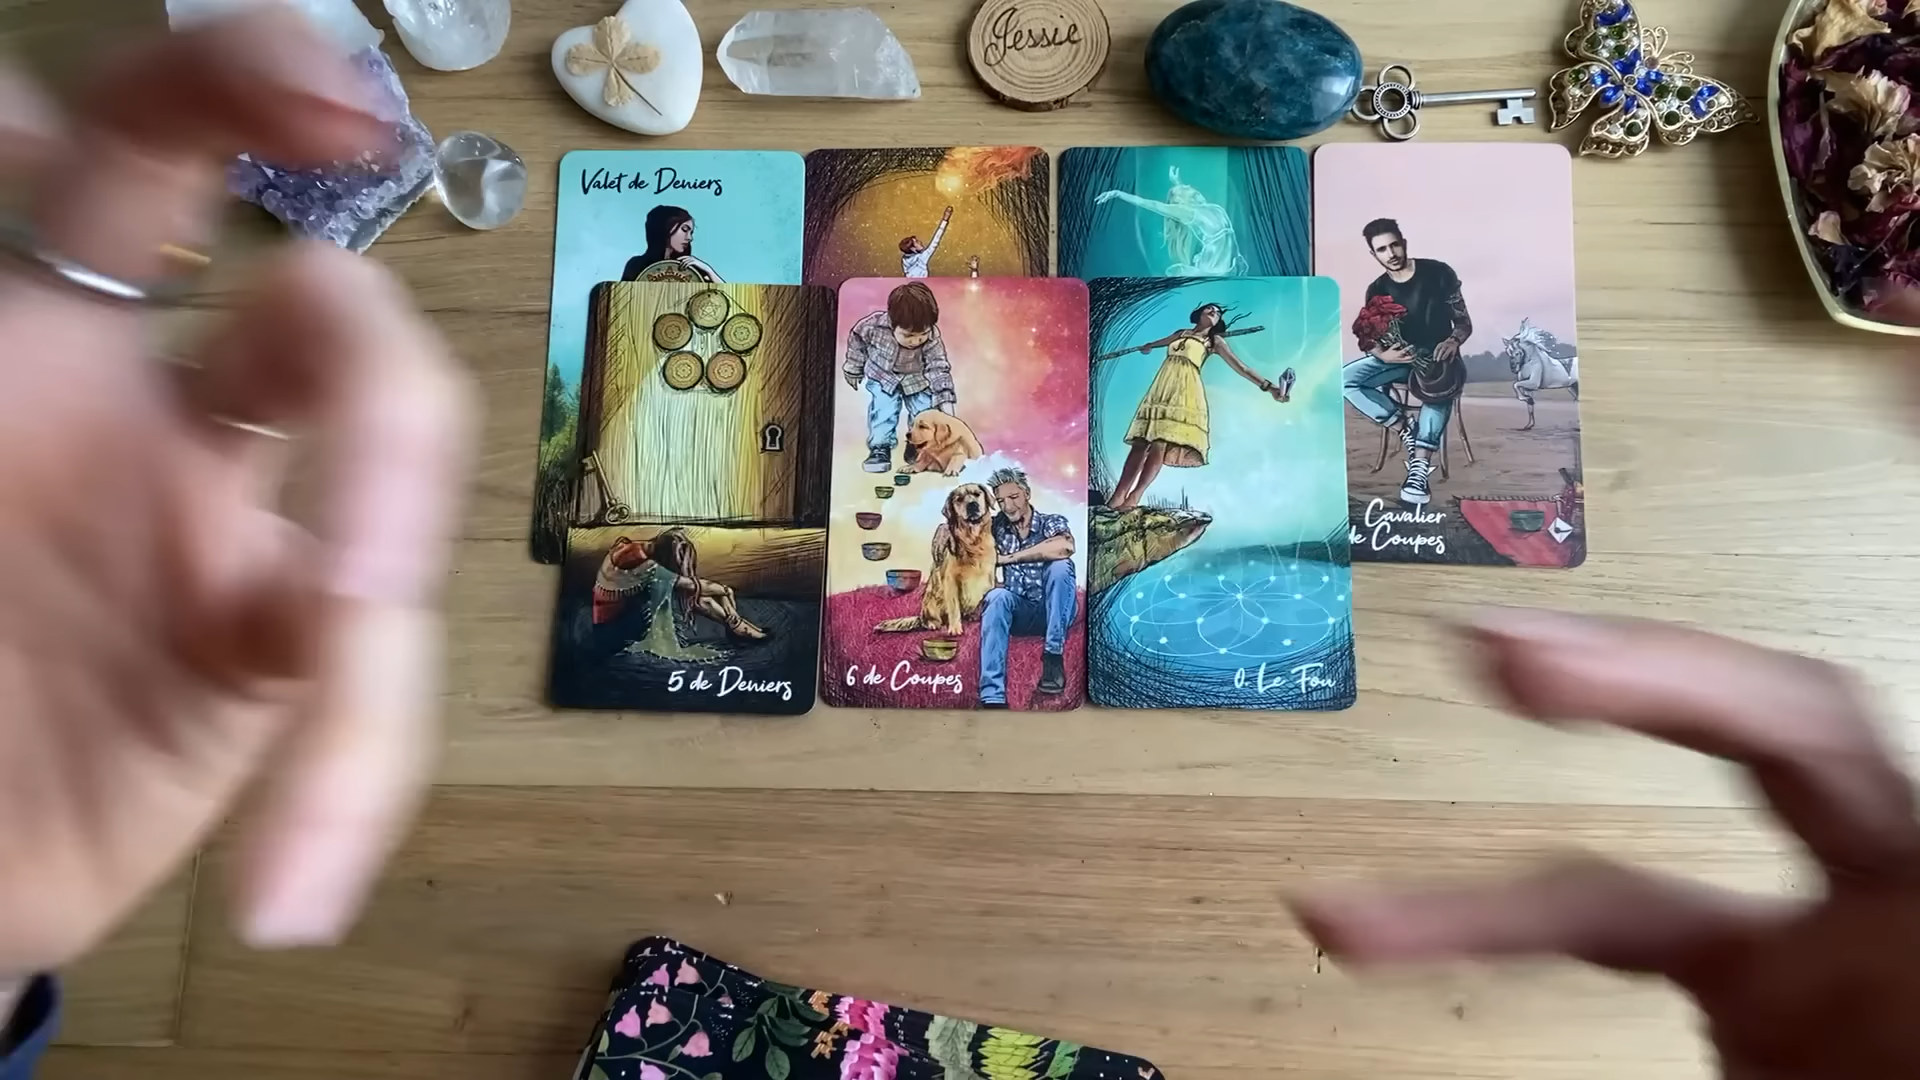 Jessie
Valet de Deniers
Cavalier
de Coupes
5 de Deniers
6 de Coupes
0. Le Fou